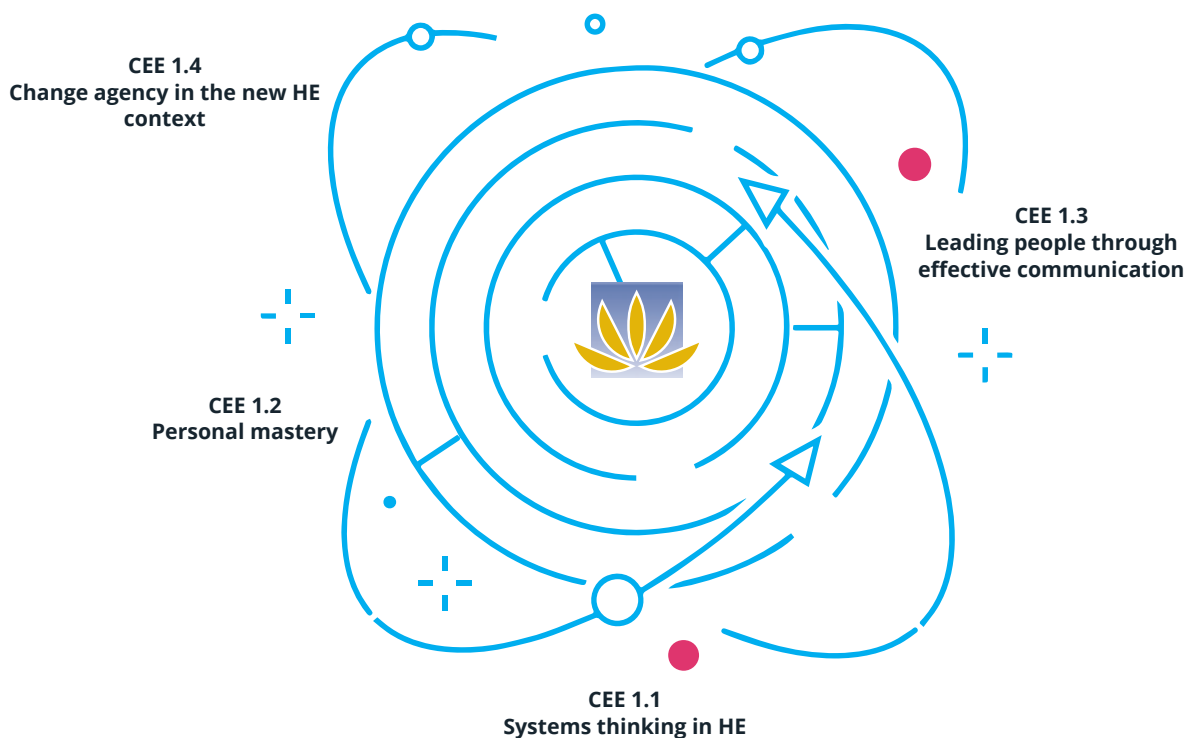 CEE 1.4
Change agency in the new HE
context
CEE 1.3
Leading people through
effective communication
CEE 1.2
Personal mastery
CEE 1.1
Systems thinking in HE